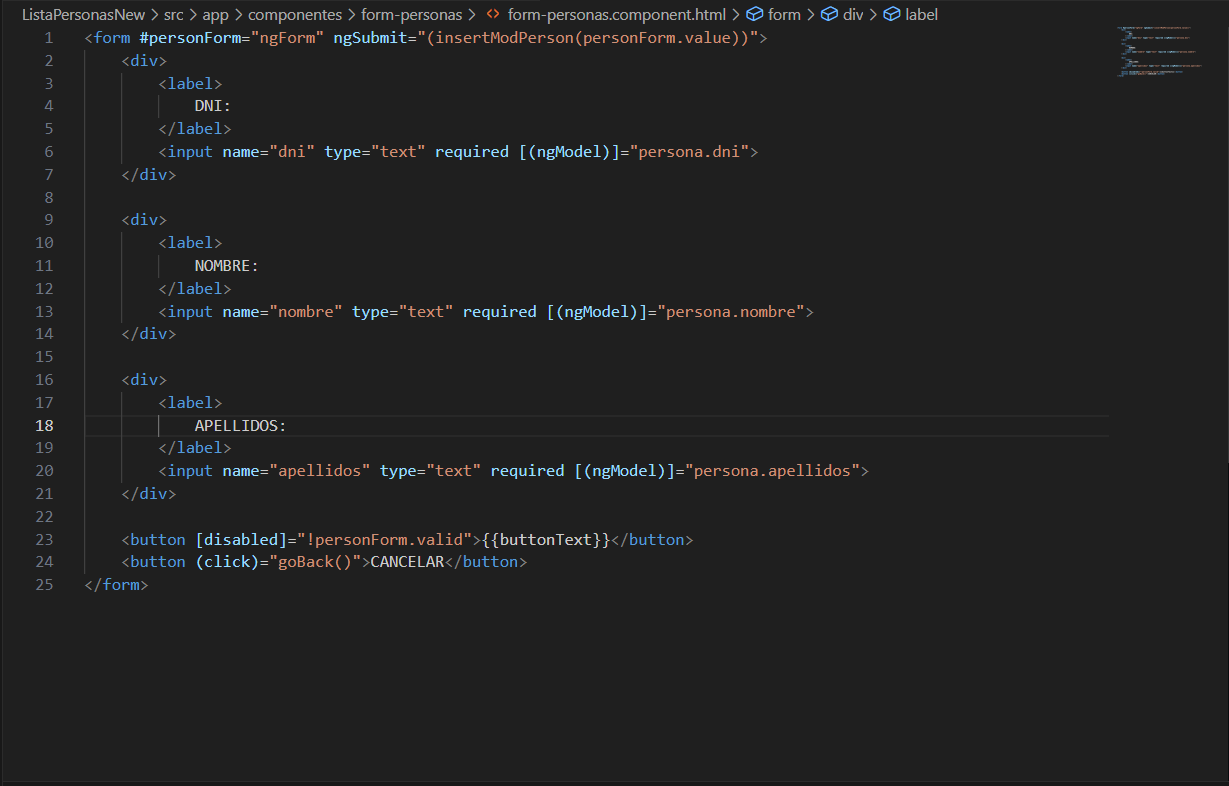 ListaPersonasNew > src > app > componentes > form-personas > <> form-personas.component.html > form > div > label
1 <form #personForm="ngForm" ngSubmit="(insertModPerson(personForm.value))">
2 <div>
3 <label>
4 DNI:
5 </label>
6 <input name="dni" type="text" required [(ngModel)]="persona.dni">
7 </div>
8
9 <div>
10 <label>
11 NOMBRE:
12 </label>
13 <input name="nombre" type="text" required [(ngModel)]="persona.nombre">
14 </div>
15
16 <div>
17 <label>
18 APELLIDOS:
19 </label>
20 <input name="apellidos" type="text" required [(ngModel)]="persona.apellidos">
21 </div>
22
23 <button [disabled]="!personForm.valid">{{buttonText}}</button>
24 <button (click)="goBack()">CANCELAR</button>
25 </form>